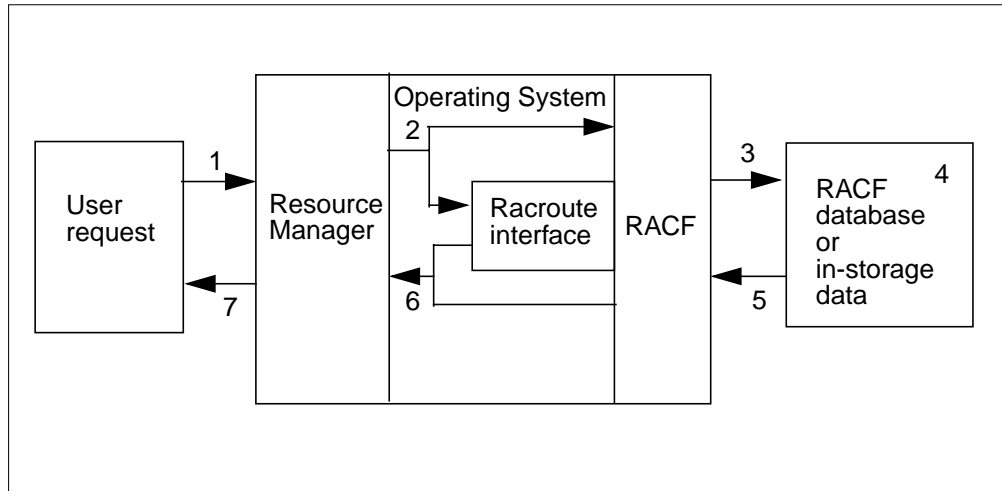 Operating System
1
2
3
4
User
request
Resource
Manager
Racroute
interface
RACF
RACF
database
or
in-storage
data
7
6
5